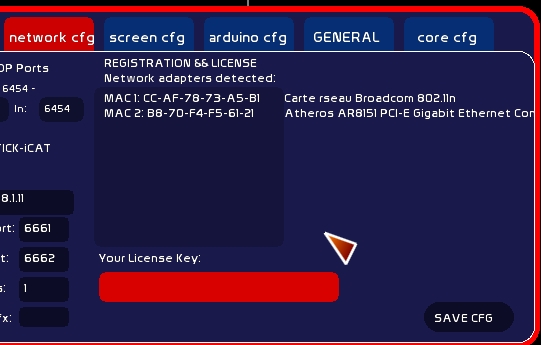 network cfg screen cfg arduino cfg GENERAL core cfg
DP Ports
6454 -
In: 6454
TICK-iCAT
8.1.11
ort: 6661
t: 6662
s: 1
fx:
REGISTRATION && LICENSE
Network adapters detected:
MAC 1: CC-AF-78-73-A5-B1 Carte rseau Broadcom 802.11n
MAC 2: B8-70-F4-F5-61-21 Atheros AR8151 PCI-E Gigabit Ethernet Con
Your License Key:
SAVE CFG